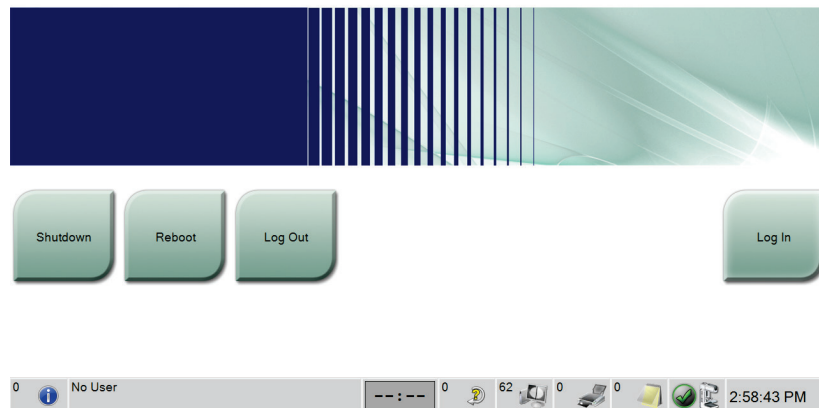 Shutdown
Reboot
Log Out
Log In
0
No User
--:--
0
62
0
0
2:58:43 PM